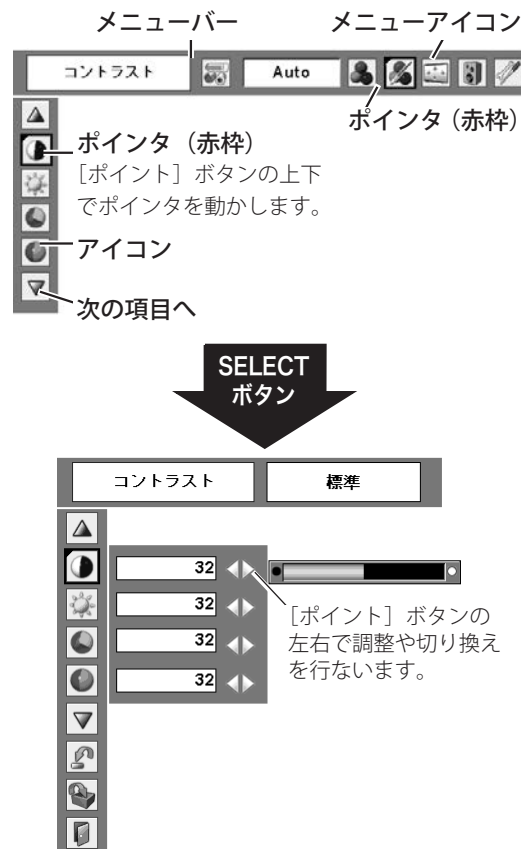 メニューバー
メニューアイコン
コントラスト
Auto
ポインタ（赤枠）
ポインタ（赤枠）
［ポイント］ボタンの上下
でポインタを動かします。
アイコン
次の項目へ
SELECT
ボタン
コントラスト
標準
32
32
32
32
［ポイント］ボタンの
左右で調整や切り換え
を行ないます。